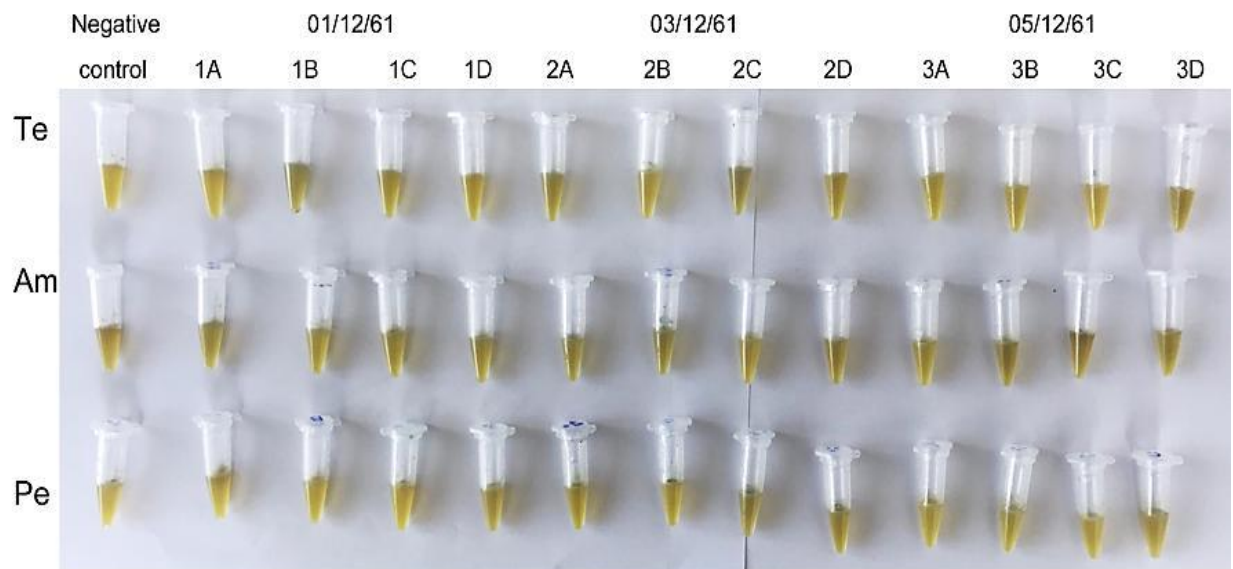 Negative 01/12/61 03/12/61 05/12/61
control 1A 1B 1C 1D 2A 2B 2C 2D 3A 3B 3C 3D
Te
Am
Pe